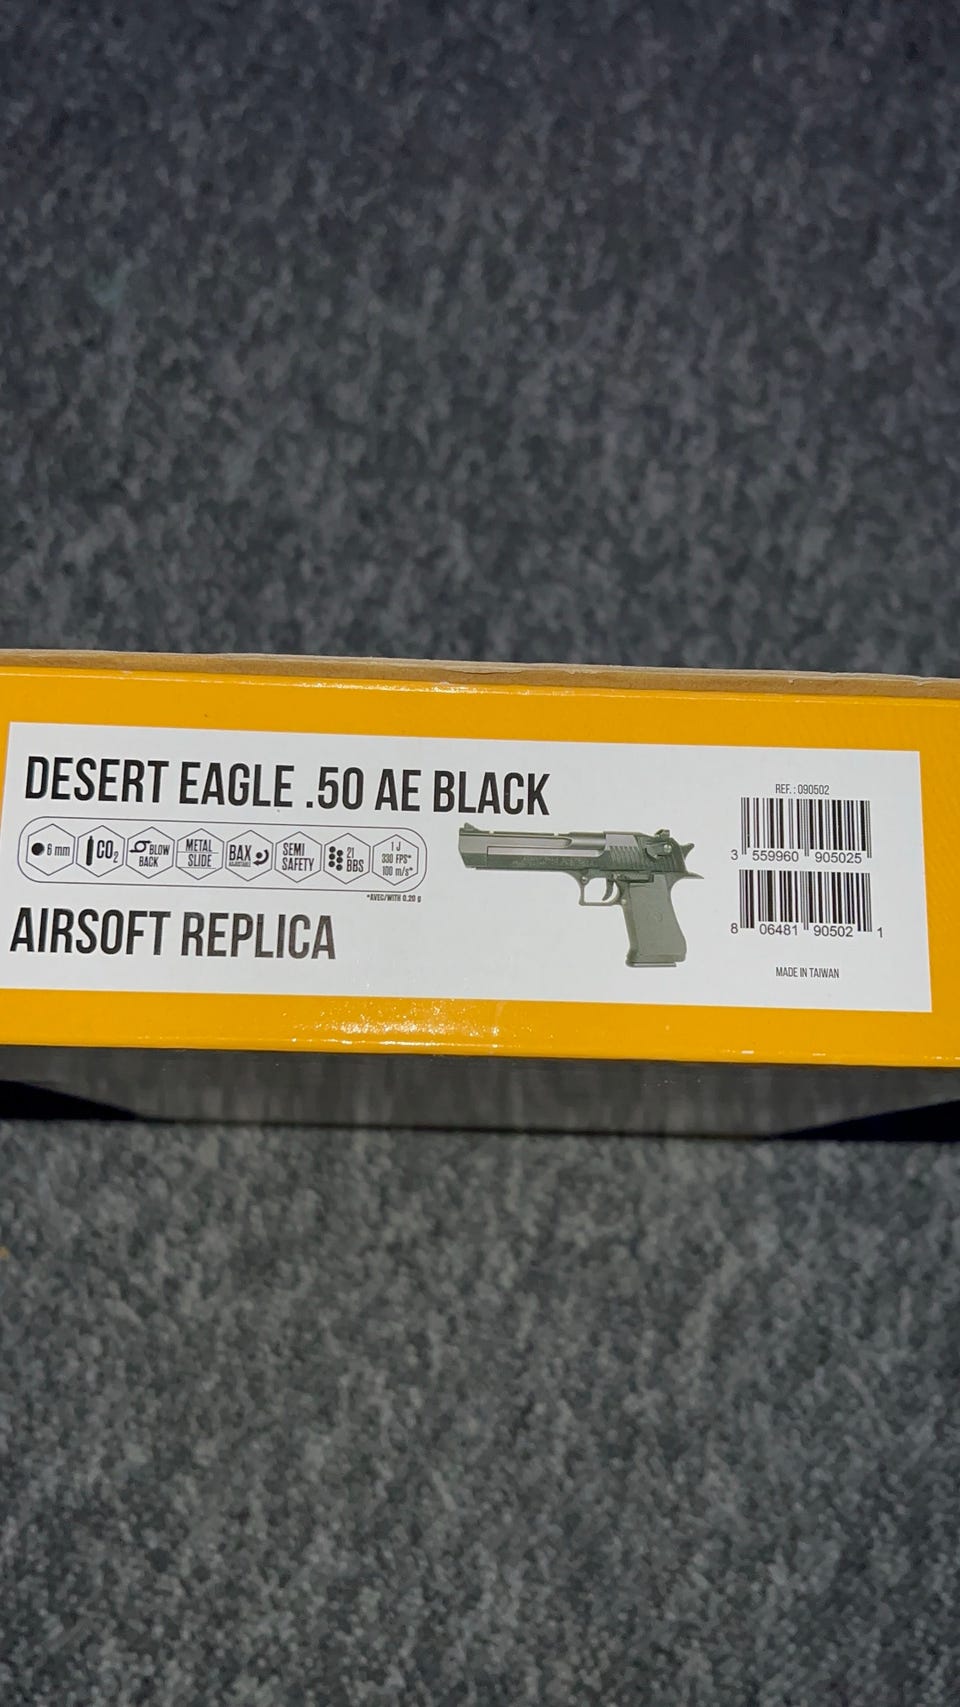 DESERT EAGLE .50 AE BLACK
6 mm
CO2
BLOW
BACK
METAL
SLIDE
BAX
ADJUSTABLE
SEMI
SAFETY
21
BBS
1 J
330 FPS*
100 m/s*
*AVEC/WITH 0.20 g
AIRSOFT REPLICA
REF. : 090502
3 559960 905025
8 06481 90502 1
MADE IN TAIWAN